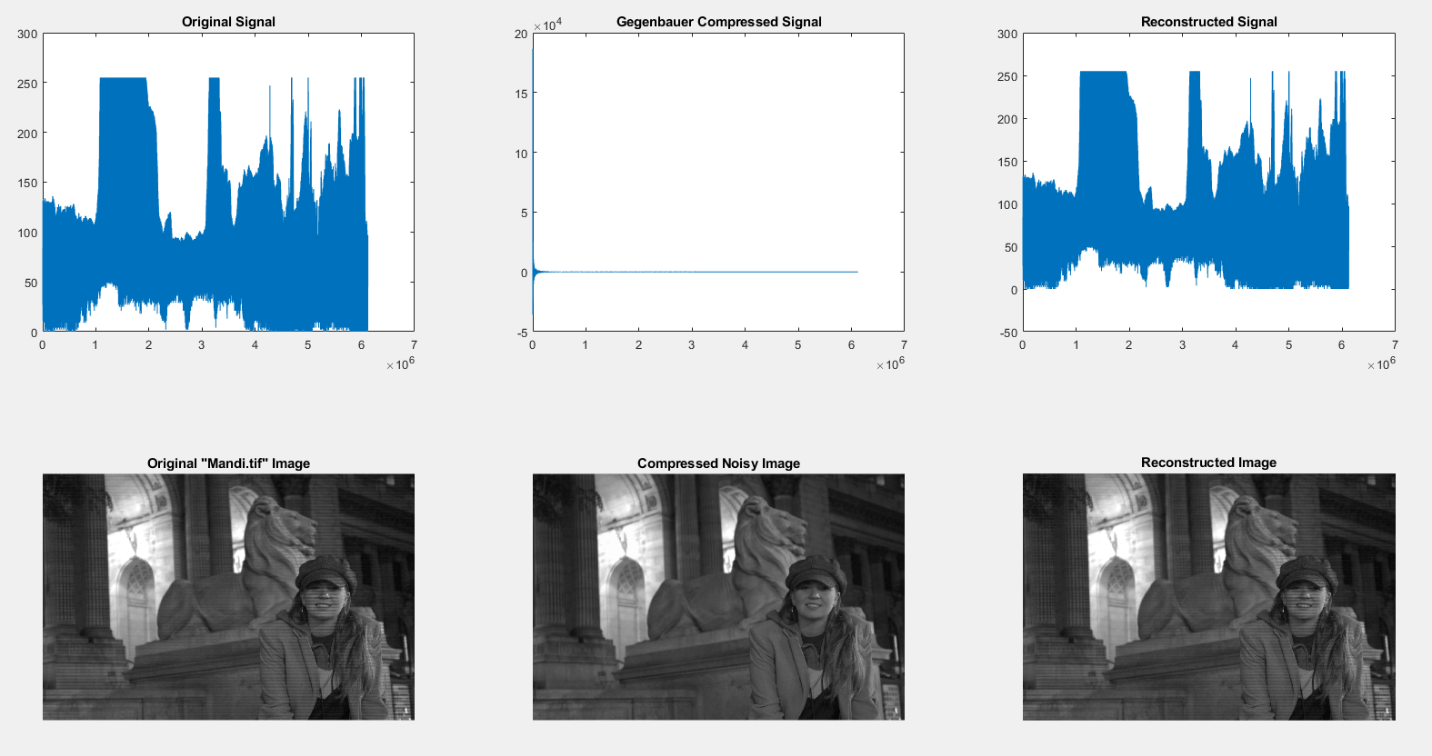 Original Signal
300
250
200
150
100
50
0
0 1 2 3 4 5 6 7
×10^6
Gegenbauer Compressed Signal
×10^4
20
15
10
5
0
-5
0 1 2 3 4 5 6 7
×10^6
Reconstructed Signal
300
250
200
150
100
50
0
-50
0 1 2 3 4 5 6 7
×10^6
Original "Mandi.tif" Image
Compressed Noisy Image
Reconstructed Image